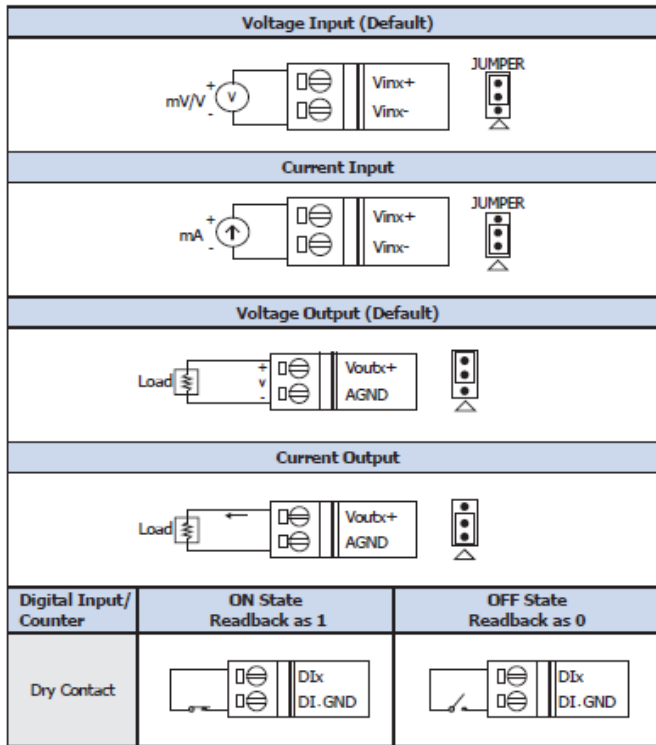 Voltage Input (Default)
JUMPER
mV/V
+
-
V
Vinx+
Vinx-
Current Input
JUMPER
mA
+
-
Vinx+
Vinx-
Voltage Output (Default)
Load
+
v
-
Voutx+
AGND
Current Output
Load
Voutx+
AGND
Digital Input/
Counter
ON State
Readback as 1
OFF State
Readback as 0
Dry Contact
DIx
DI.GND
DIx
DI.GND